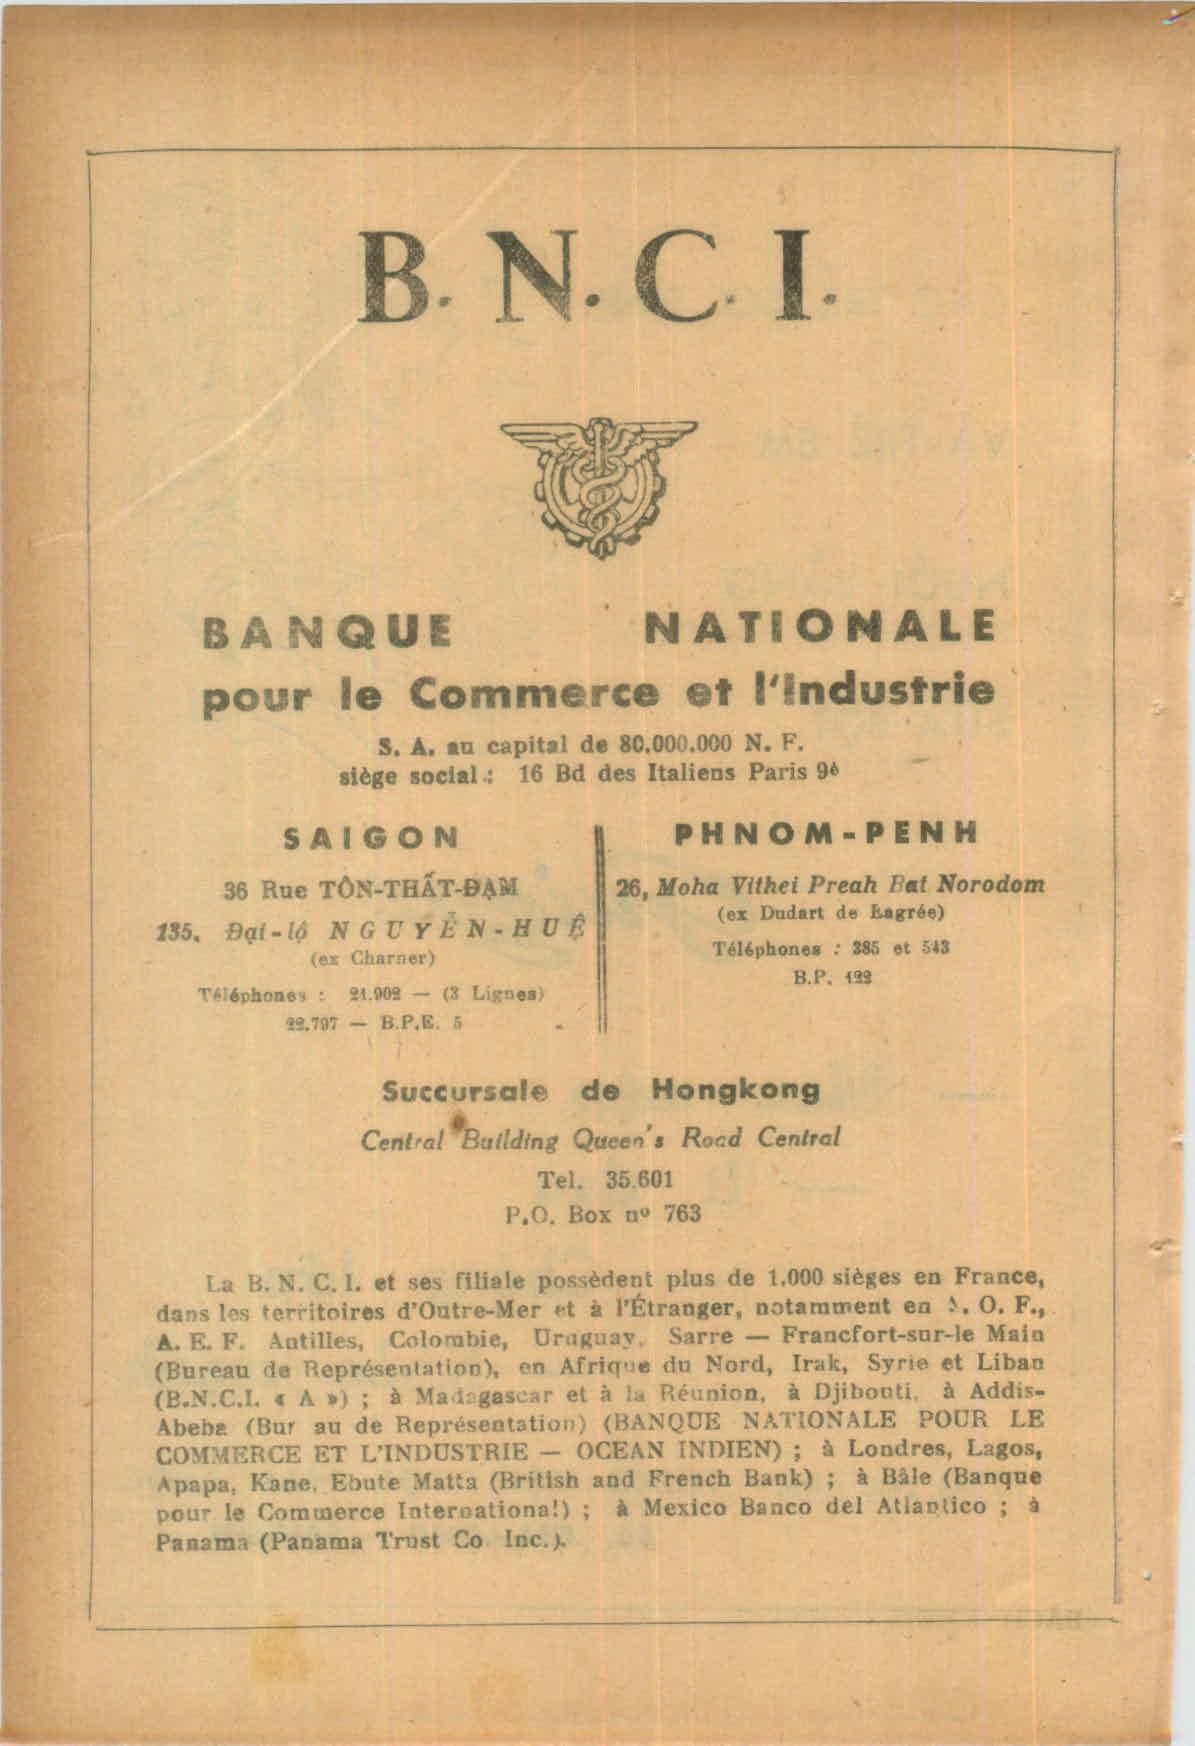 B. N. C. I.
BANQUE NATIONALE
pour le Commerce et l'Industrie
S. A. au capital de 80.000.000 N. F.
siège social : 16 Bd des Italiens Paris 9è
SAIGON
36 Rue TÔN-THẤT-ĐẠM
135, Đại-lộ NGUYỄN-HUỆ
(ex Charner)
Téléphones : 21.902 — (3 Lignes)
22.797 — B.P.E. 5
PHNOM-PENH
26, Moha Vithei Preah Bat Norodom
(ex Dudart de Lagrée)
Téléphones : 385 et 543
B.P. 122
Succursale de Hongkong
Central Building Queen's Road Central
Tel. 35.601
P.O. Box nº 763
La B. N. C. I. et ses filiale possèdent plus de 1.000 sièges en France,
dans les territoires d'Outre-Mer et à l'Étranger, notamment en A. O. F.,
A. E. F. Antilles, Colombie, Uruguay, Sarre — Francfort-sur-le Main
(Bureau de Représentation), en Afrique du Nord, Irak, Syrie et Liban
(B.N.C.I. « A ») ; à Madagascar et à la Réunion, à Djibouti, à Addis-
Abeba (Bur au de Représentation) (BANQUE NATIONALE POUR LE
COMMERCE ET L'INDUSTRIE — OCEAN INDIEN) ; à Londres, Lagos,
Apapa, Kane, Ebute Matta (British and French Bank) ; à Bâle (Banque
pour le Commerce International) ; à Mexico Banco del Atlantico ; à
Panama (Panama Trust Co. Inc.).